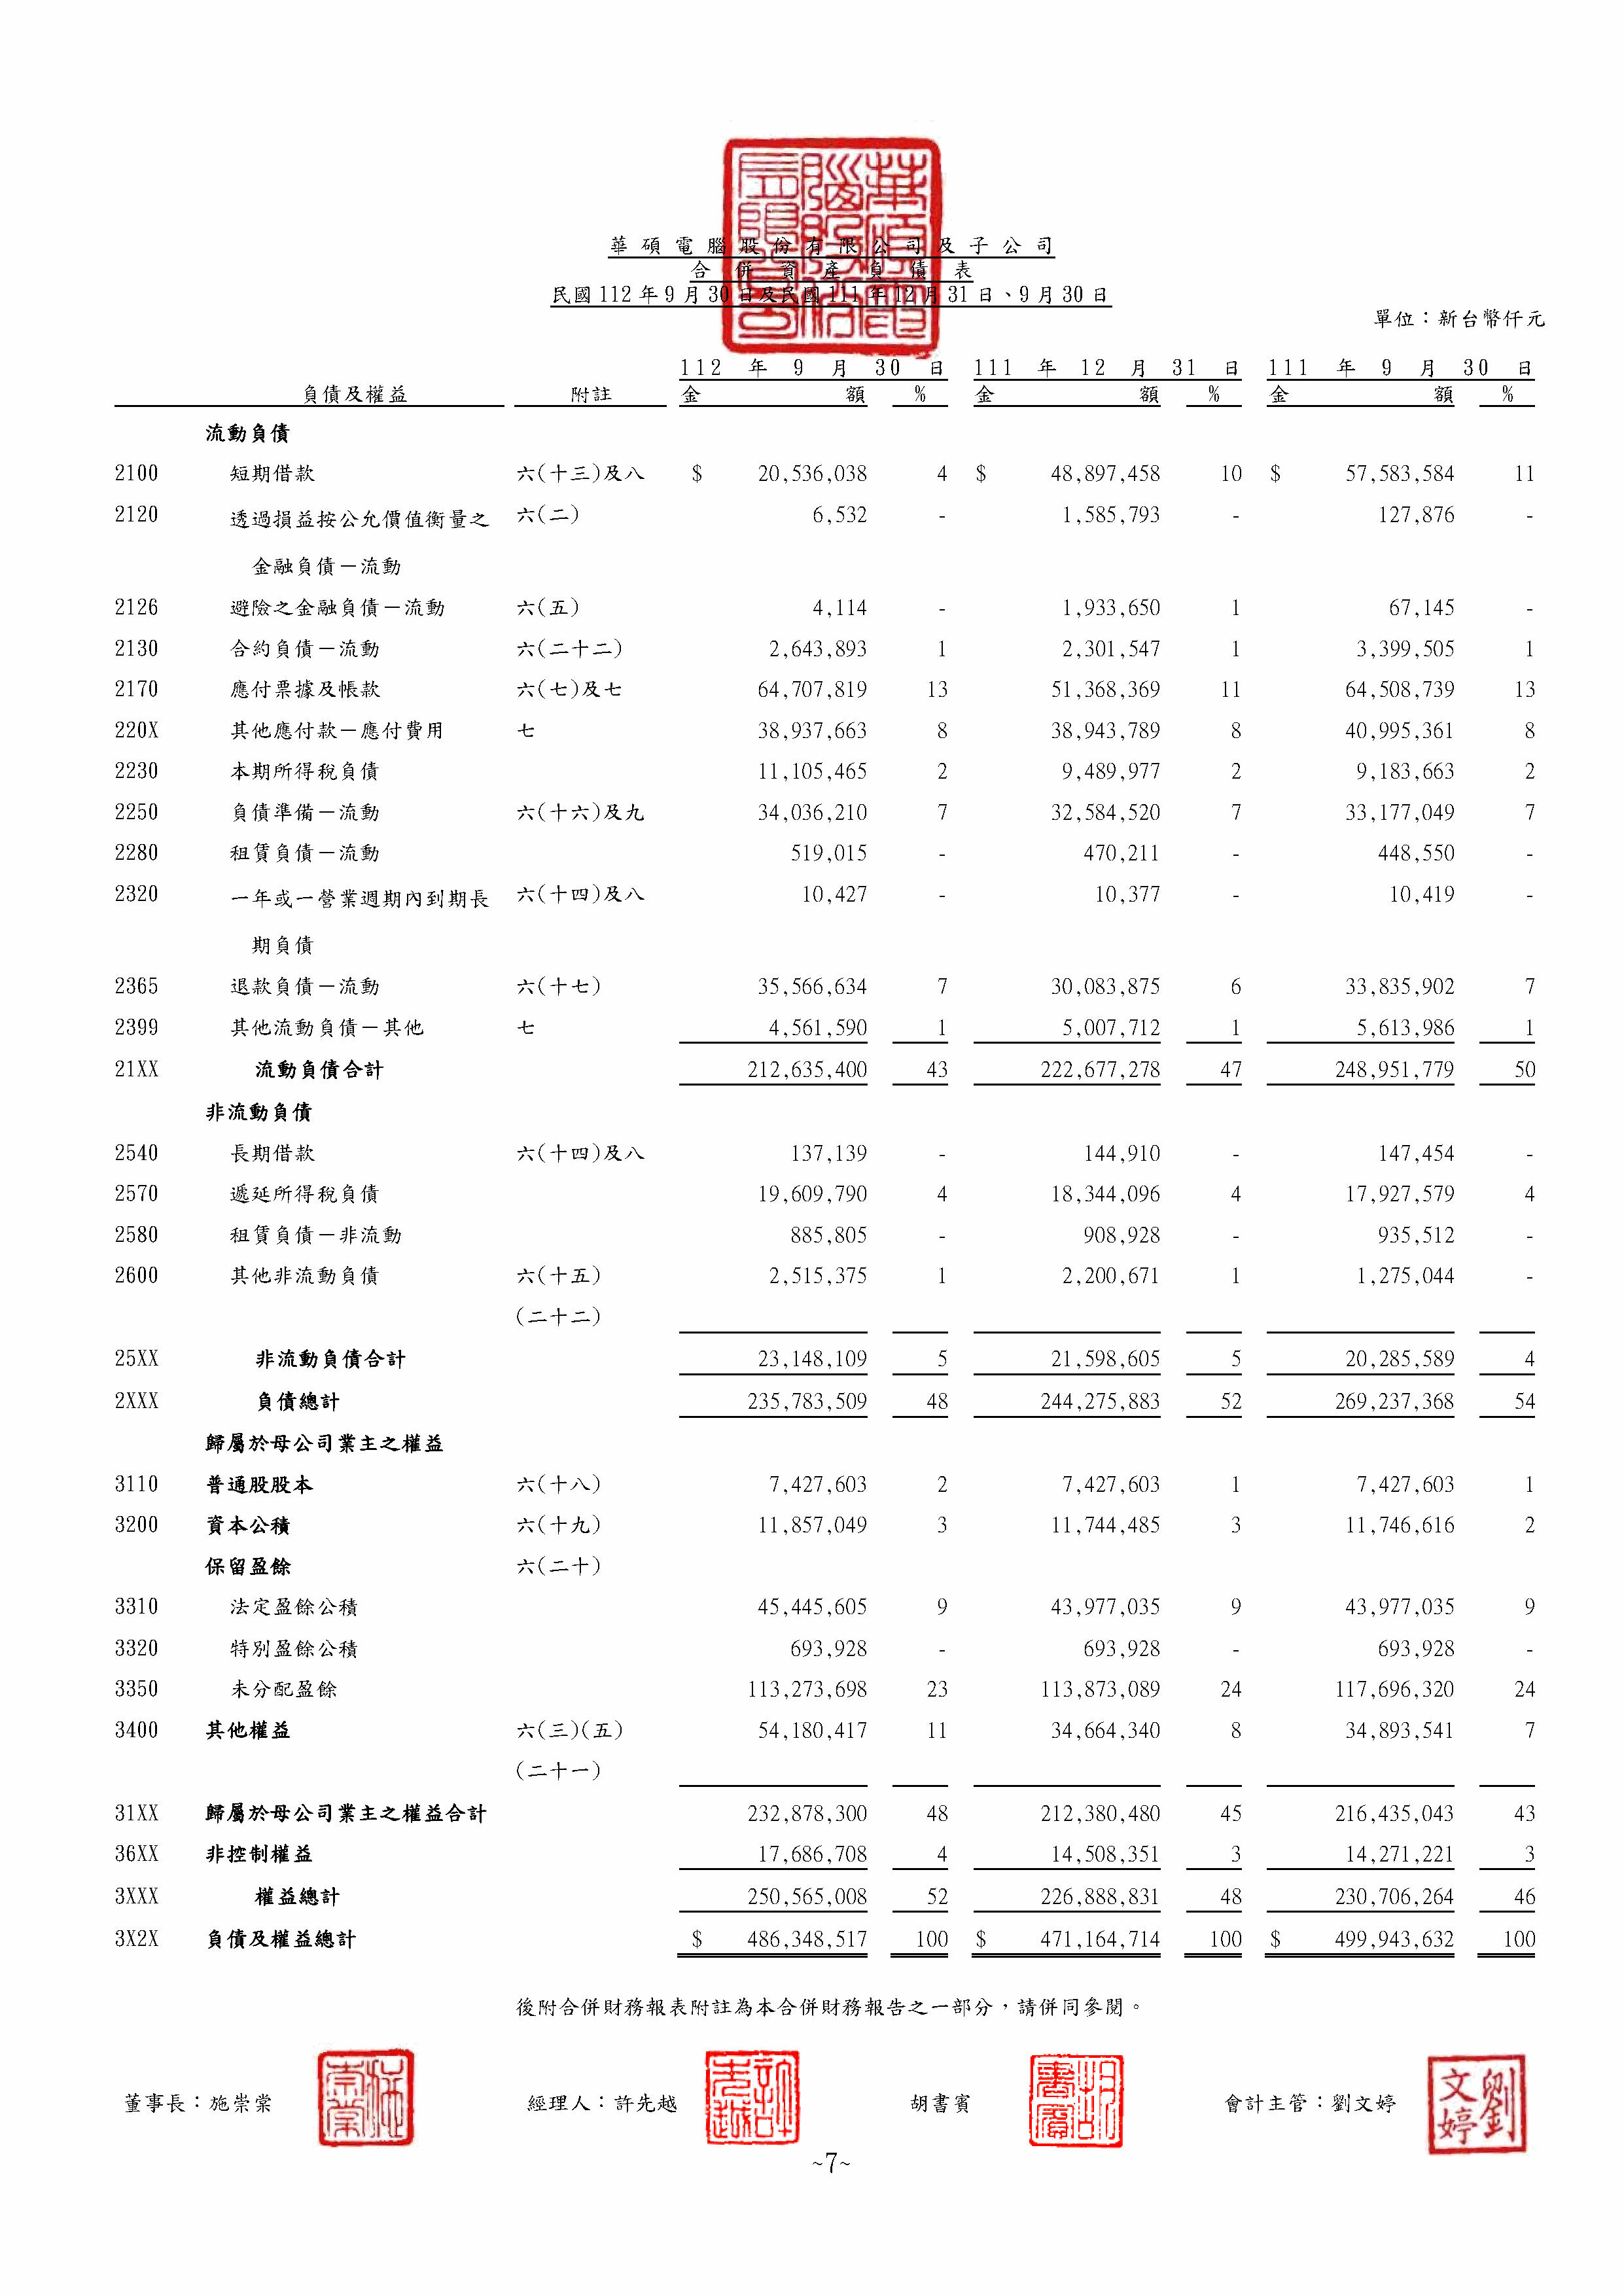 華碩電腦股份有限公司及子公司
合併資產負債表
民國112年9月30日及民國111年12月31日、9月30日
單位：新台幣仟元
112 年 9 月 30 日 111 年 12 月 31 日 111 年 9 月 30 日
負債及權益 附註 金 額 % 金 額 % 金 額 %
流動負債
2100 短期借款 六(十三)及八 $ 20,536,038 4 $ 48,897,458 10 $ 57,583,584 11
2120 透過損益按公允價值衡量之 六(二) 6,532 - 1,585,793 - 127,876 -
金融負債－流動
2126 避險之金融負債－流動 六(五) 4,114 - 1,933,650 1 67,145 -
2130 合約負債－流動 六(二十二) 2,643,893 1 2,301,547 1 3,399,505 1
2170 應付票據及帳款 六(七)及七 64,707,819 13 51,368,369 11 64,508,739 13
220X 其他應付款－應付費用 七 38,937,663 8 38,943,789 8 40,995,361 8
2230 本期所得稅負債 11,105,465 2 9,489,977 2 9,183,663 2
2250 負債準備－流動 六(十六)及九 34,036,210 7 32,584,520 7 33,177,049 7
2280 租賃負債－流動 519,015 - 470,211 - 448,550 -
2320 一年或一營業週期內到期長 六(十四)及八 10,427 - 10,377 - 10,419 -
期負債
2365 退款負債－流動 六(十七) 35,566,634 7 30,083,875 6 33,835,902 7
2399 其他流動負債－其他 七 4,561,590 1 5,007,712 1 5,613,986 1
21XX 流動負債合計 212,635,400 43 222,677,278 47 248,951,779 50
非流動負債
2540 長期借款 六(十四)及八 137,139 - 144,910 - 147,454 -
2570 遞延所得稅負債 19,609,790 4 18,344,096 4 17,927,579 4
2580 租賃負債－非流動 885,805 - 908,928 - 935,512 -
2600 其他非流動負債 六(十五) 2,515,375 1 2,200,671 1 1,275,044 -
(二十二)
25XX 非流動負債合計 23,148,109 5 21,598,605 5 20,285,589 4
2XXX 負債總計 235,783,509 48 244,275,883 52 269,237,368 54
歸屬於母公司業主之權益
3110 普通股股本 六(十八) 7,427,603 2 7,427,603 1 7,427,603 1
3200 資本公積 六(十九) 11,857,049 3 11,744,485 3 11,746,616 2
保留盈餘 六(二十)
3310 法定盈餘公積 45,445,605 9 43,977,035 9 43,977,035 9
3320 特別盈餘公積 693,928 - 693,928 - 693,928 -
3350 未分配盈餘 113,273,698 23 113,873,089 24 117,696,320 24
3400 其他權益 六(三)(五) 54,180,417 11 34,664,340 8 34,893,541 7
(二十一)
31XX 歸屬於母公司業主之權益合計 232,878,300 48 212,380,480 45 216,435,043 43
36XX 非控制權益 17,686,708 4 14,508,351 3 14,271,221 3
3XXX 權益總計 250,565,008 52 226,888,831 48 230,706,264 46
3X2X 負債及權益總計 $ 486,348,517 100 $ 471,164,714 100 $ 499,943,632 100
後附合併財務報表附註為本合併財務報告之一部分，請併同參閱。
董事長：施崇棠 經理人：許先越 胡書賓 會計主管：劉文婷 劉文婷
~7~